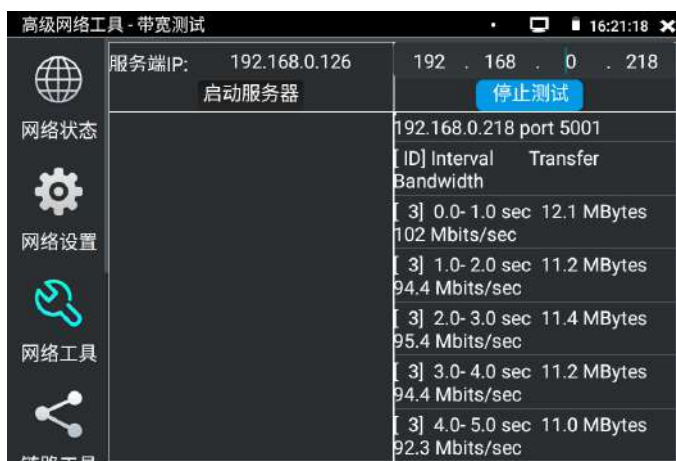 高级网络工具 - 带宽测试
16:21:18
网络状态
网络设置
网络工具
服务端IP: 192.168.0.126
启动服务器
192 . 168 . 0 . 218
停止测试
192.168.0.218 port 5001
[ ID] Interval Transfer
Bandwidth
[ 3] 0.0- 1.0 sec 12.1 MBytes
102 Mbits/sec
[ 3] 1.0- 2.0 sec 11.2 MBytes
94.4 Mbits/sec
[ 3] 2.0- 3.0 sec 11.4 MBytes
95.4 Mbits/sec
[ 3] 3.0- 4.0 sec 11.2 MBytes
94.4 Mbits/sec
[ 3] 4.0- 5.0 sec 11.0 MBytes
92.3 Mbits/sec